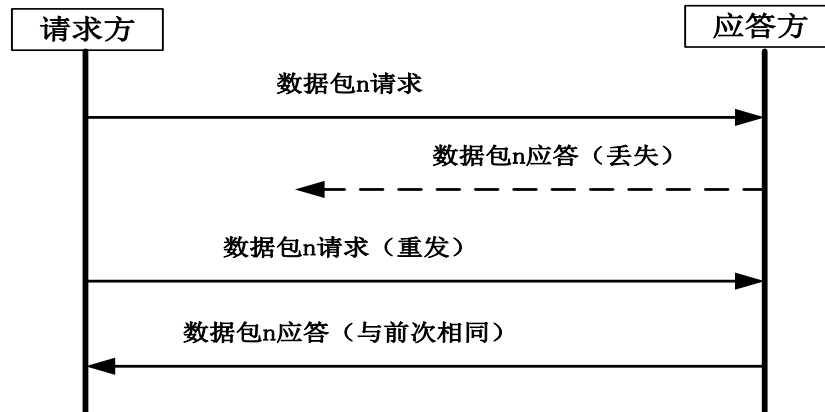 请求方
应答方
数据包n请求
数据包n应答（丢失）
数据包n请求（重发）
数据包n应答（与前次相同）